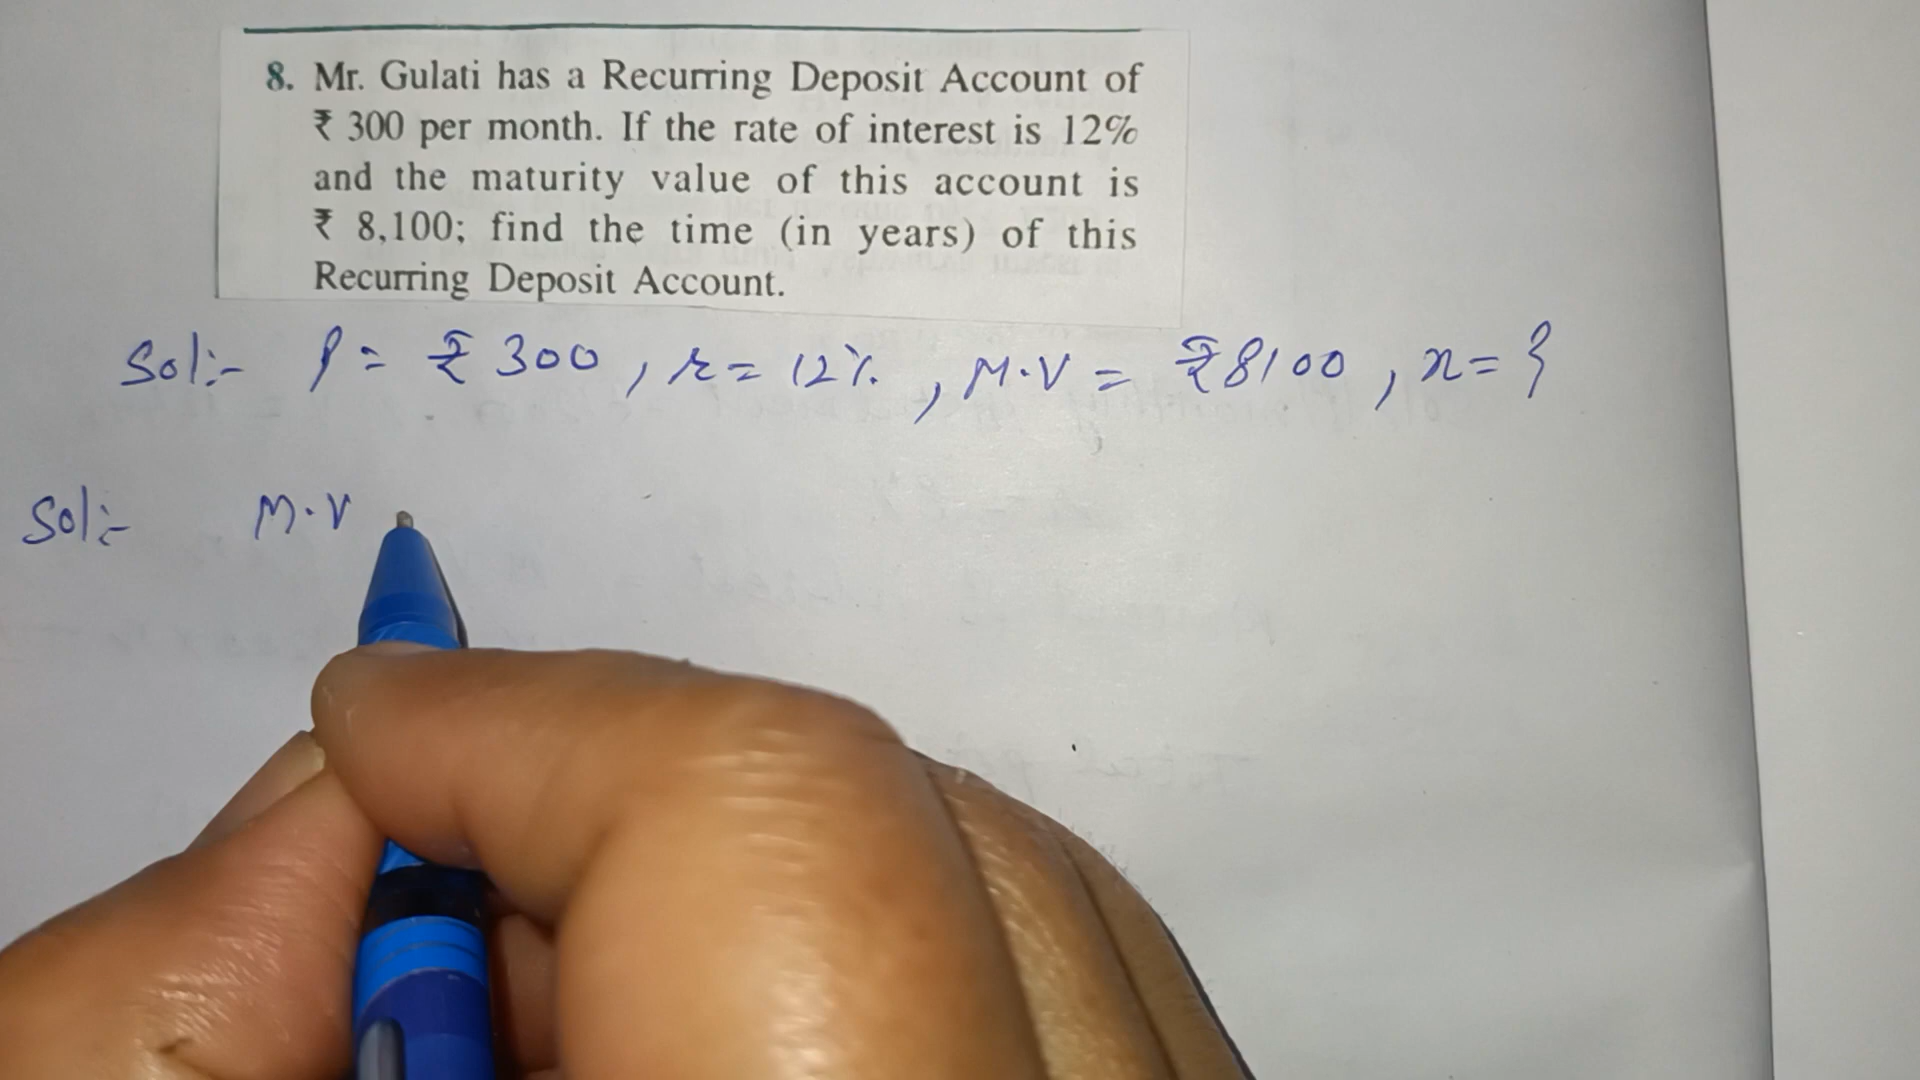 8. Mr. Gulati has a Recurring Deposit Account of
₹ 300 per month. If the rate of interest is 12%
and the maturity value of this account is
₹ 8,100; find the time (in years) of this
Recurring Deposit Account.
Sol:- P = ₹ 300, r = 12%, M.V = ₹8100, n = ?
Sol:- M.V